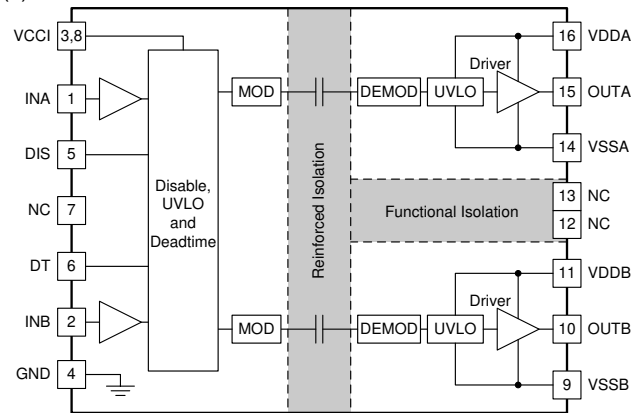 VCCI 3,8
INA 1
DIS 5
NC 7
DT 6
INB 2
GND 4
Disable,
UVLO
and
Deadtime
MOD
MOD
Reinforced Isolation
DEMOD UVLO Driver
Functional Isolation
DEMOD UVLO Driver
16 VDDA
15 OUTA
14 VSSA
13 NC
12 NC
11 VDDB
10 OUTB
9 VSSB